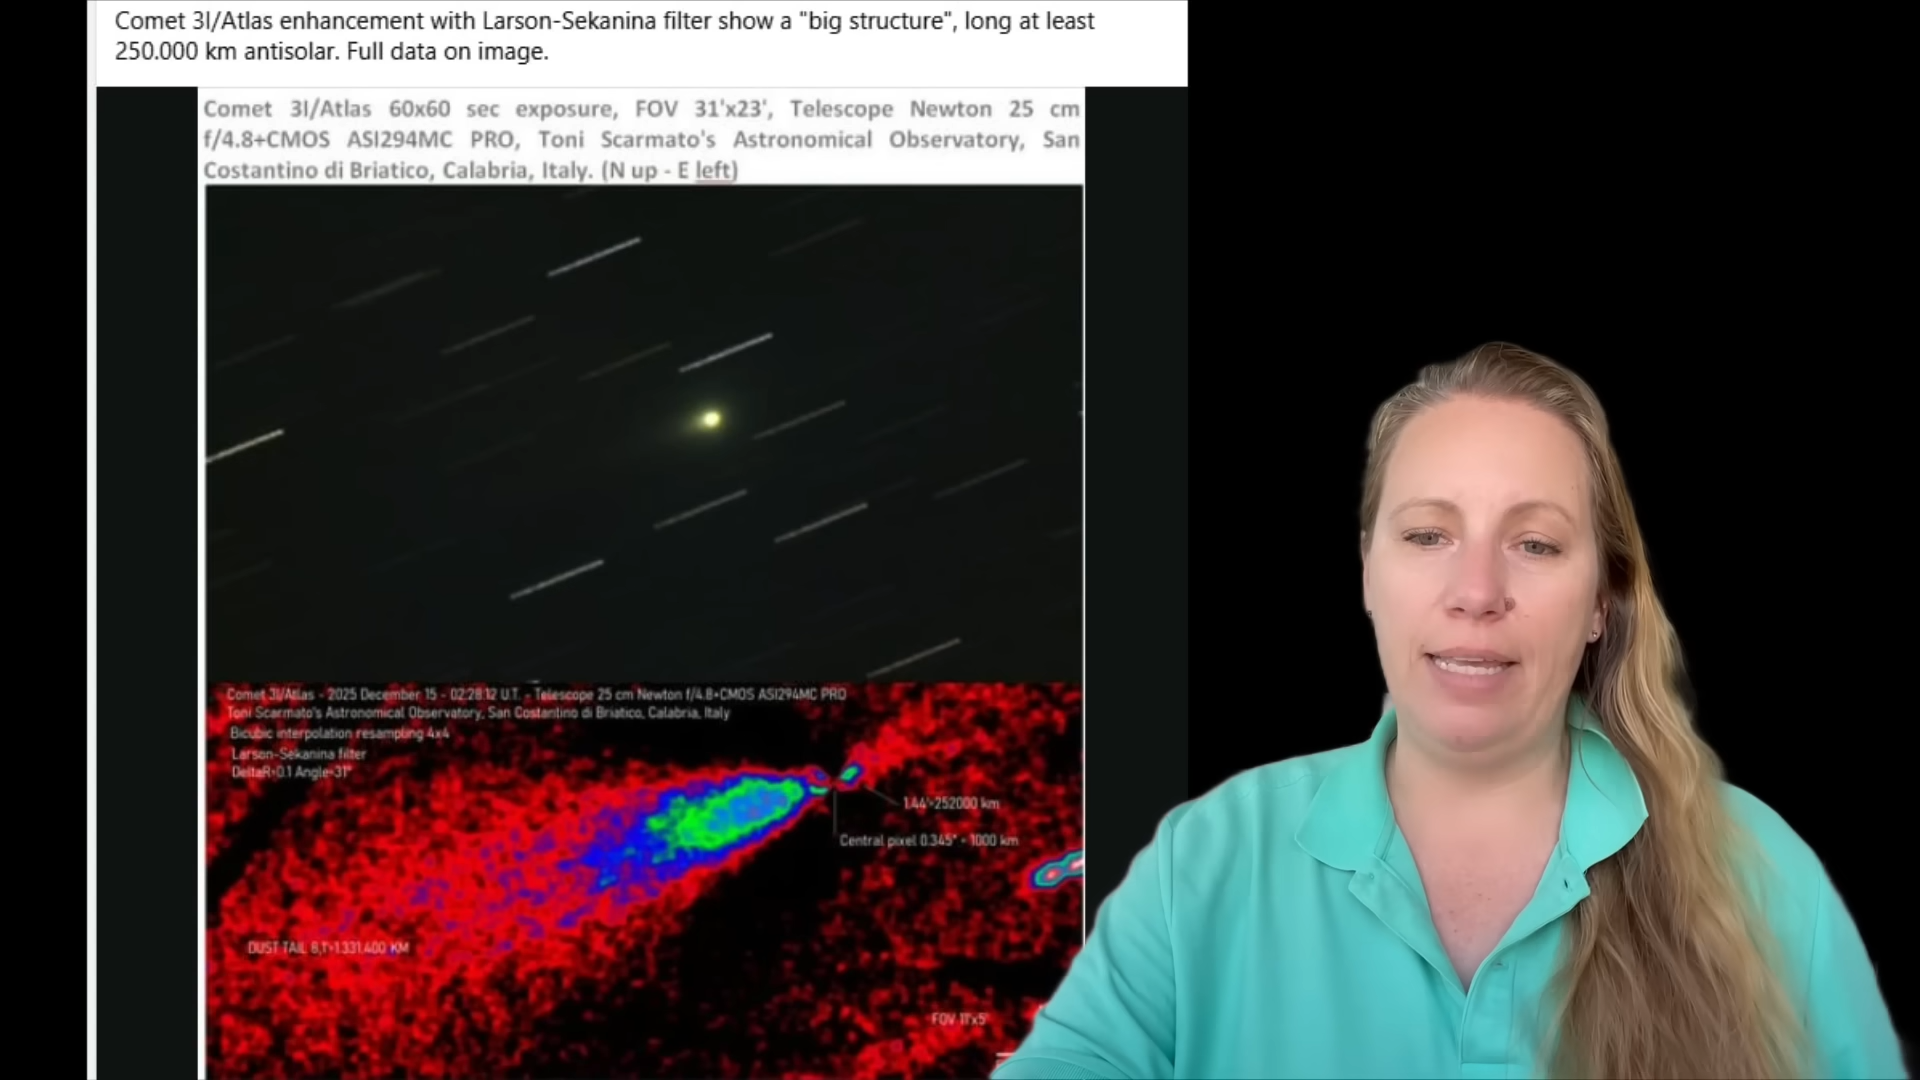 Comet 3I/Atlas enhancement with Larson-Sekanina filter show a "big structure", long at least
250.000 km antisolar. Full data on image.
Comet 3I/Atlas 60x60 sec exposure, FOV 31'x23', Telescope Newton 25 cm
f/4.8+CMOS ASI294MC PRO, Toni Scarmato's Astronomical Observatory, San
Costantino di Briatico, Calabria, Italy. (N up - E left)
Comet 3I/Atlas - 2025 December 15 - 02:28:12 U.T. - Telescope 25 cm Newton f/4.8+CMOS ASI294MC PRO
Toni Scarmato's Astronomical Observatory, San Costantino di Briatico, Calabria, Italy
Bicubic interpolation resampling 4x4
Larson-Sekanina filter
DeltaR=0.1 Angle=31°
1.44'=252000 km
Central pixel 0.345" = 1000 km
DUST TAIL 8,1'=1.331.400 KM
FOV 11'x5'